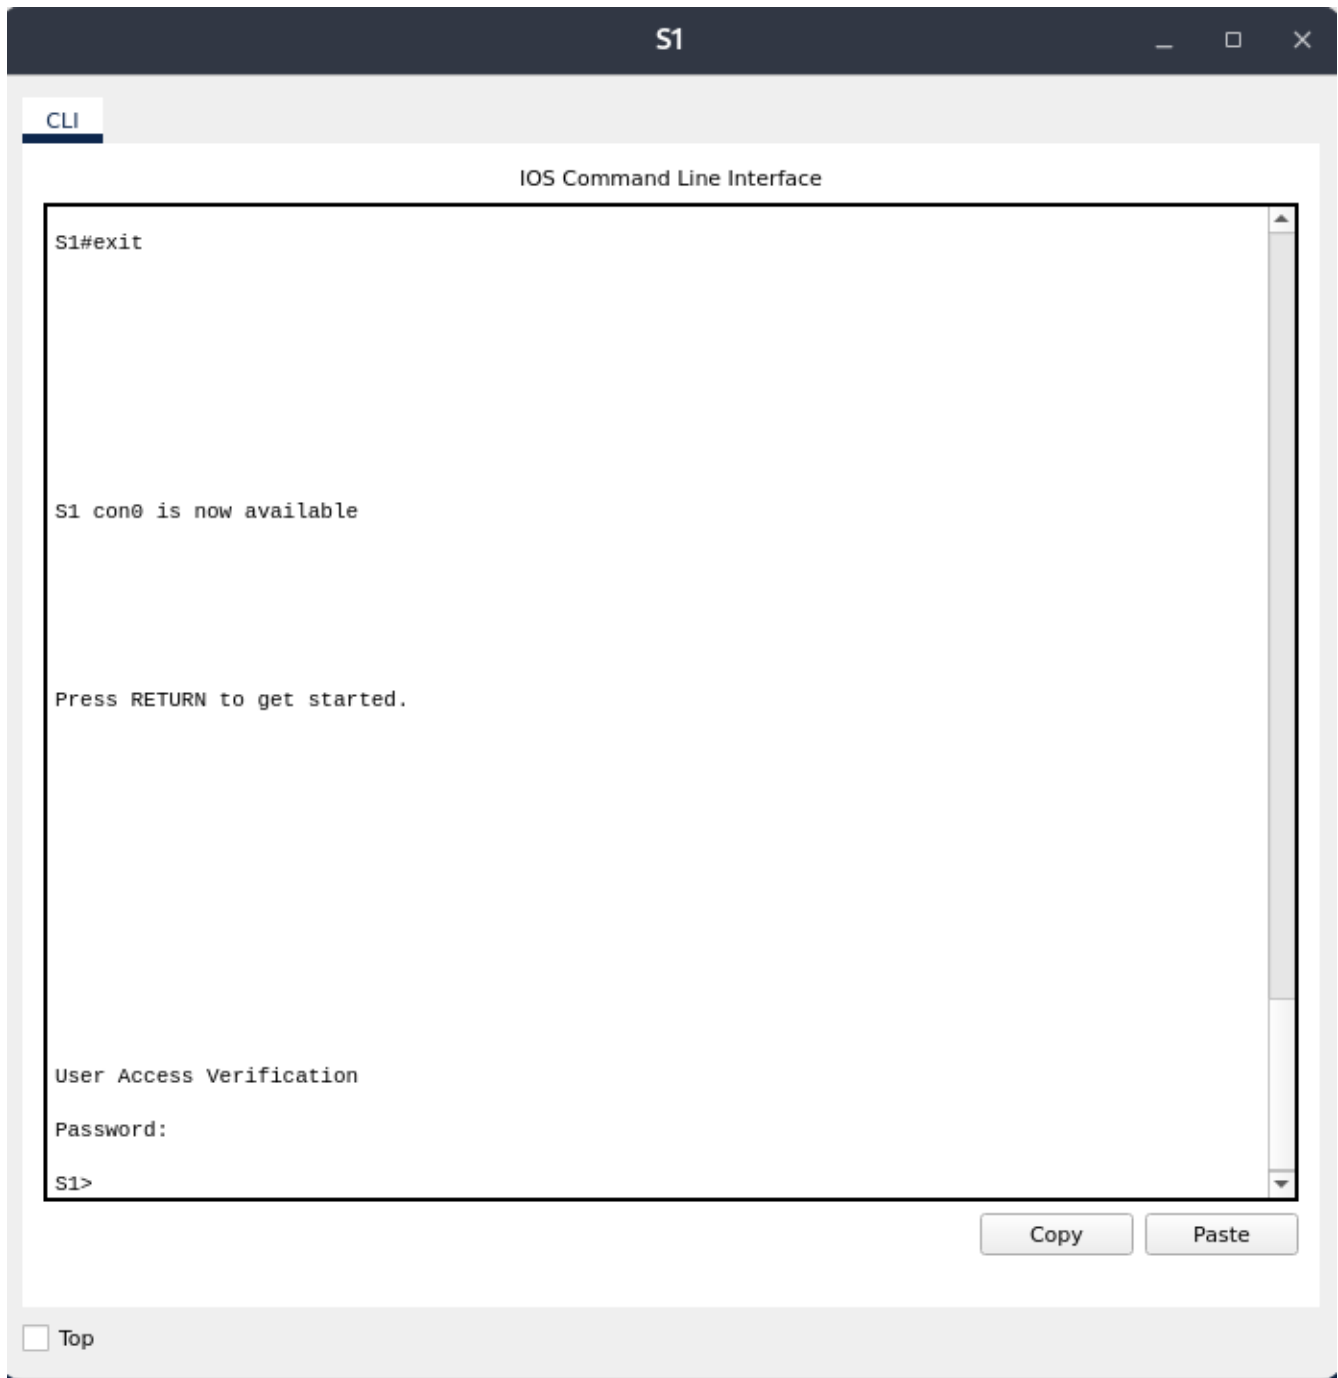 S1
CLI
IOS Command Line Interface
S1#exit
S1 con0 is now available
Press RETURN to get started.
User Access Verification
Password:
S1>
Copy
Paste
Top